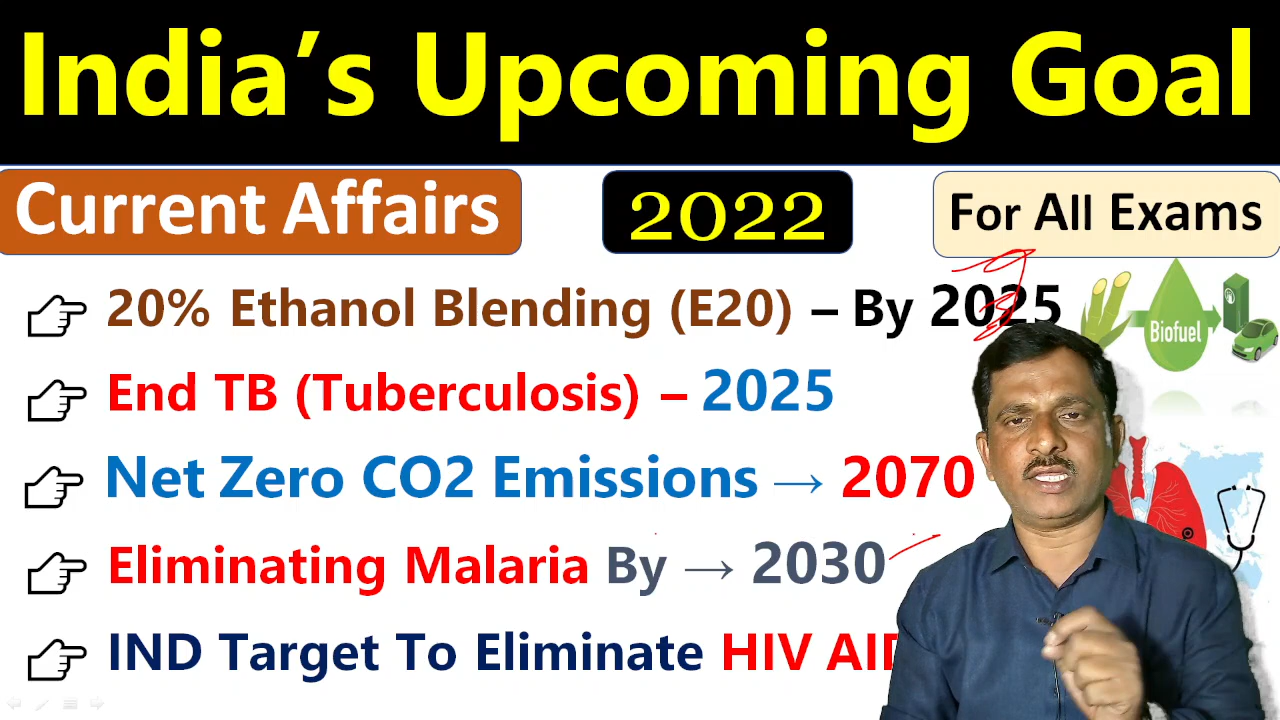 India's Upcoming Goal
Current Affairs
2022
For All Exams
20% Ethanol Blending (E20) – By 2025
Biofuel
End TB (Tuberculosis) – 2025
Net Zero CO2 Emissions → 2070
Eliminating Malaria By → 2030
IND Target To Eliminate HIV